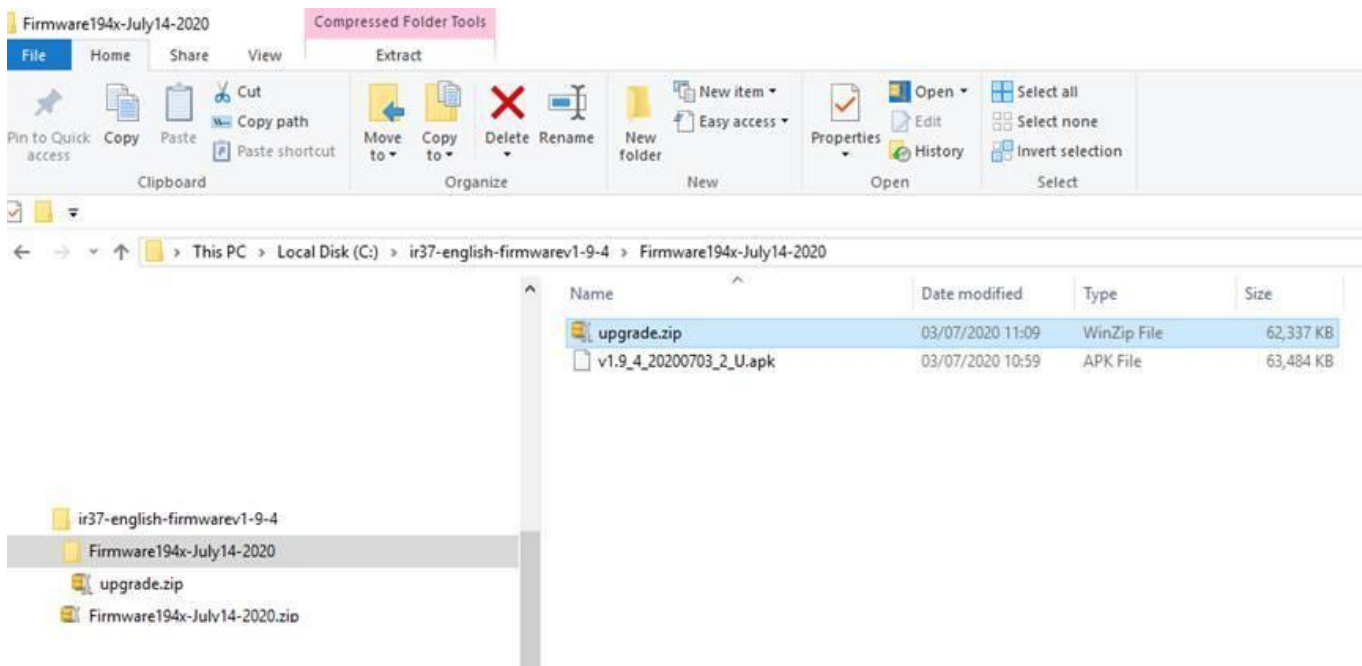 Firmware194x-July14-2020
Compressed Folder Tools
File Home Share View Extract
Pin to Quick access
Copy
Paste
Cut
Copy path
Paste shortcut
Move to
Copy to
Delete
Rename
New folder
New item
Easy access
Properties
Open
Edit
History
Select all
Select none
Invert selection
Clipboard Organize New Open Select
This PC > Local Disk (C:) > ir37-english-firmwarev1-9-4 > Firmware194x-July14-2020
Name Date modified Type Size
upgrade.zip 03/07/2020 11:09 WinZip File 62,337 KB
v1.9_4_20200703_2_U.apk 03/07/2020 10:59 APK File 63,484 KB
ir37-english-firmwarev1-9-4
Firmware194x-July14-2020
upgrade.zip
Firmware194x-July14-2020.zip